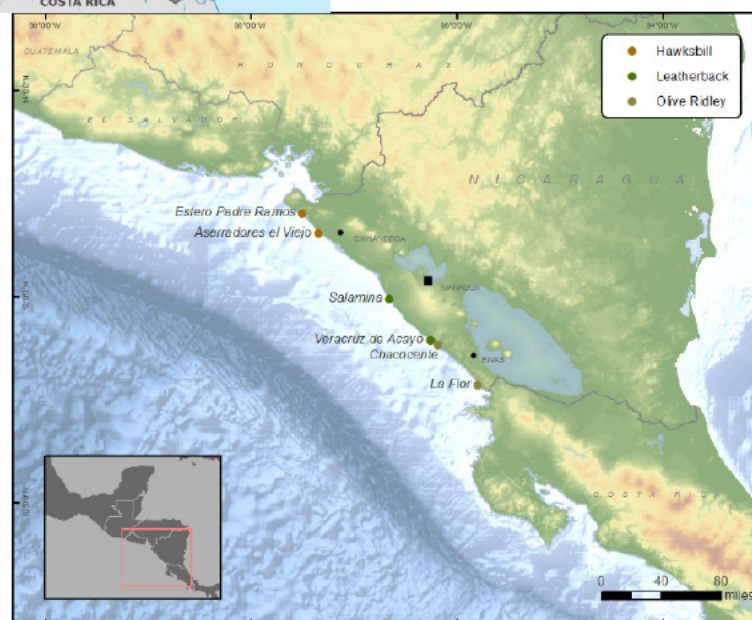 COSTA RICA
GUATEMALA
HONDURAS
EL SALVADOR
NICARAGUA
Hawksbill
Leatherback
Olive Ridley
Estero Padre Ramos
Aserradores el Viejo
CHINANDEGA
Salamina
MANAGUA
Veracruz de Acayo
Chacocente
RIVAS
La Flor
COSTA RIC
0 40 80
miles